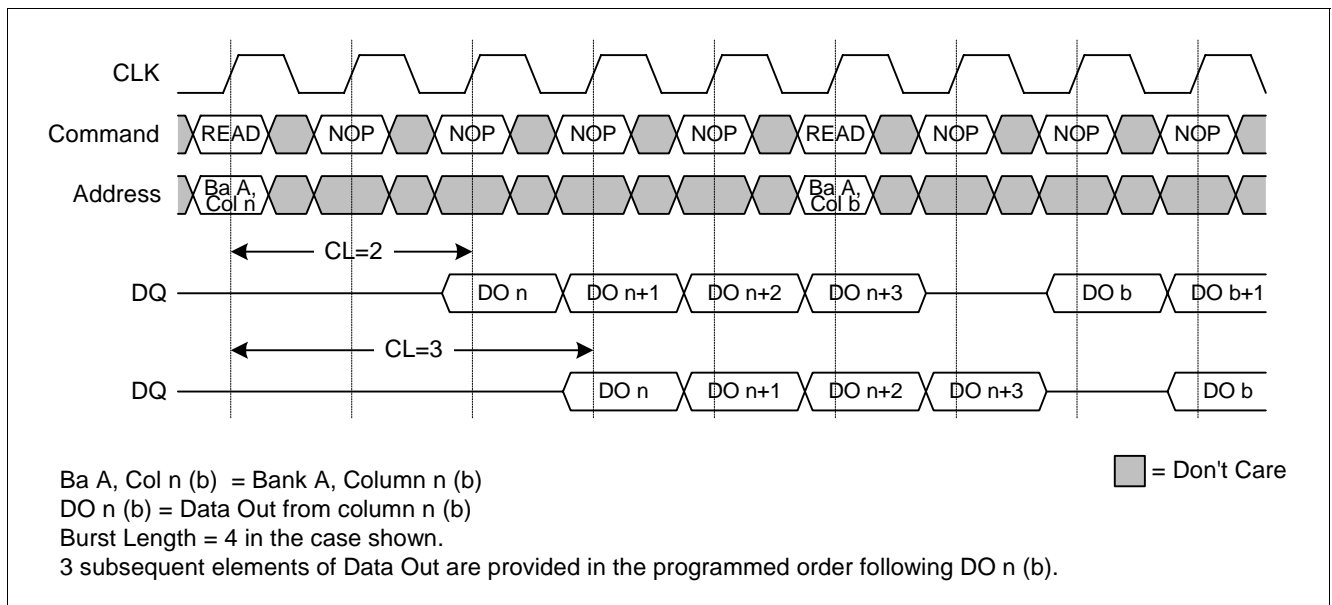 CLK
Command READ NOP NOP NOP NOP READ NOP NOP NOP
Address Ba A, Col n Ba A, Col b
CL=2
DQ DO n DO n+1 DO n+2 DO n+3 DO b DO b+1
CL=3
DQ DO n DO n+1 DO n+2 DO n+3 DO b
Ba A, Col n (b) = Bank A, Column n (b)
= Don't Care
DO n (b) = Data Out from column n (b)
Burst Length = 4 in the case shown.
3 subsequent elements of Data Out are provided in the programmed order following DO n (b).